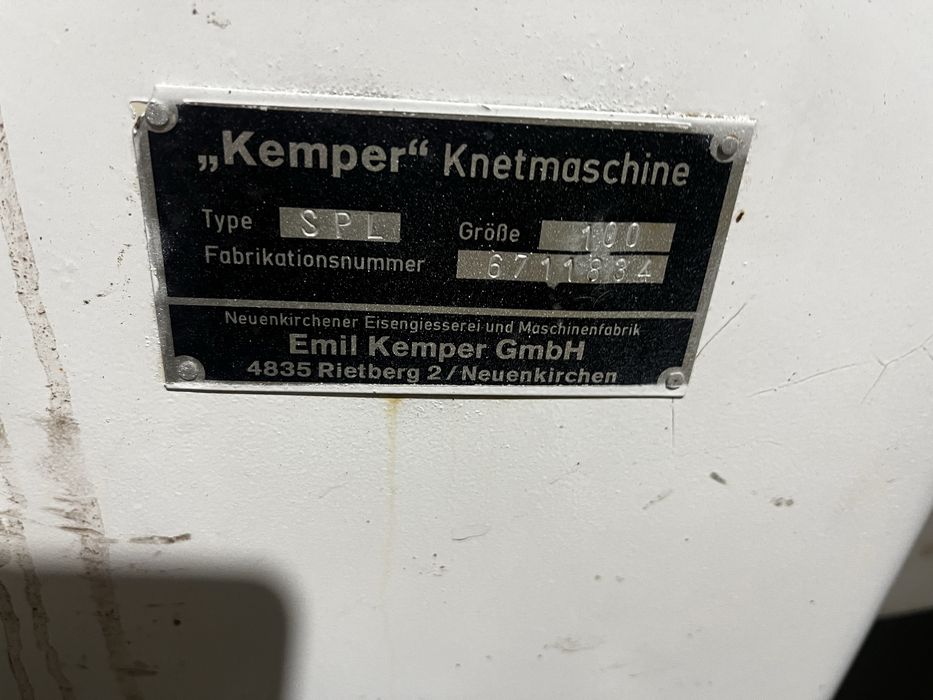 „Kemper“ Knetmaschine
Type SPL Größe 100
Fabrikationsnummer 6711834
Neuenkirchener Eisengiesserei und Maschinenfabrik
Emil Kemper GmbH
4835 Rietberg 2/Neuenkirchen